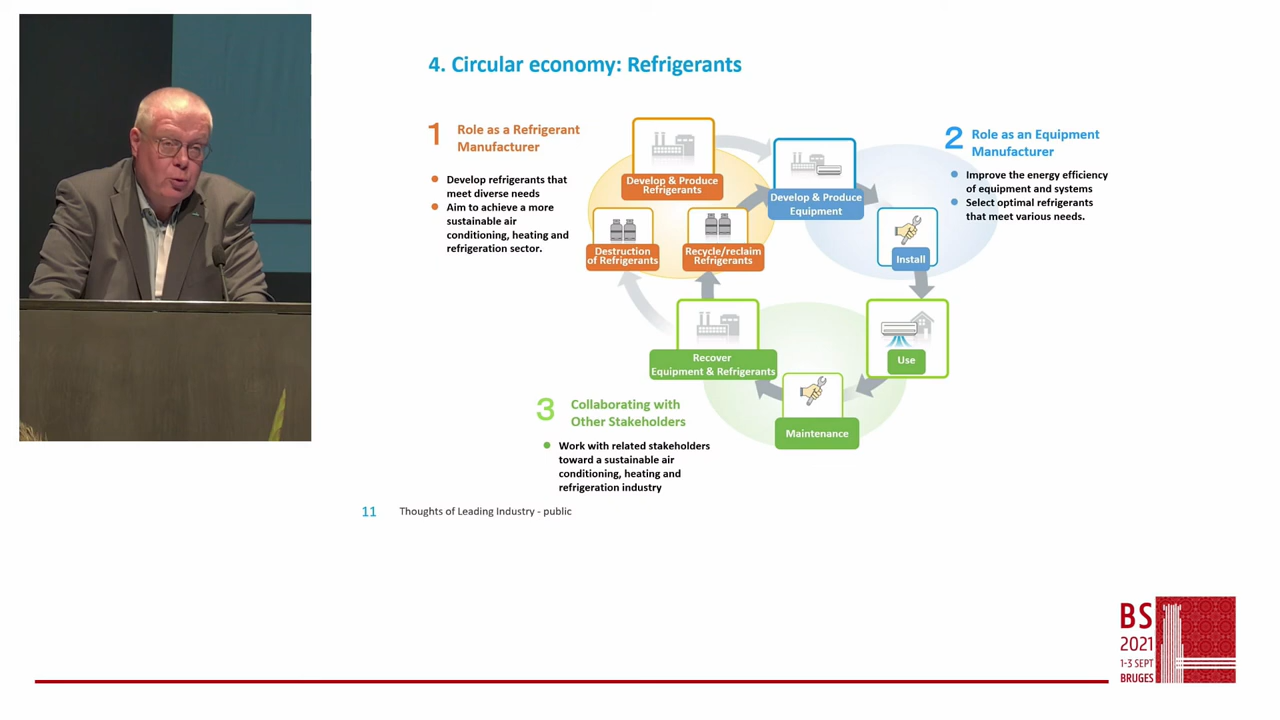 4. Circular economy: Refrigerants
1
Role as a Refrigerant
Manufacturer
Develop refrigerants that
meet diverse needs
Aim to achieve a more
sustainable air
conditioning, heating and
refrigeration sector.
Develop & Produce
Refrigerants
Destruction
of Refrigerants
Recycle/reclaim
Refrigerants
Develop & Produce
Equipment
2
Role as an Equipment
Manufacturer
Improve the energy efficiency
of equipment and systems
Select optimal refrigerants
that meet various needs.
Install
Use
Recover
Equipment & Refrigerants
Maintenance
3
Collaborating with
Other Stakeholders
Work with related stakeholders
toward a sustainable air
conditioning, heating and
refrigeration industry
11
Thoughts of Leading Industry - public
BS
2021
1-3 SEPT
BRUGES